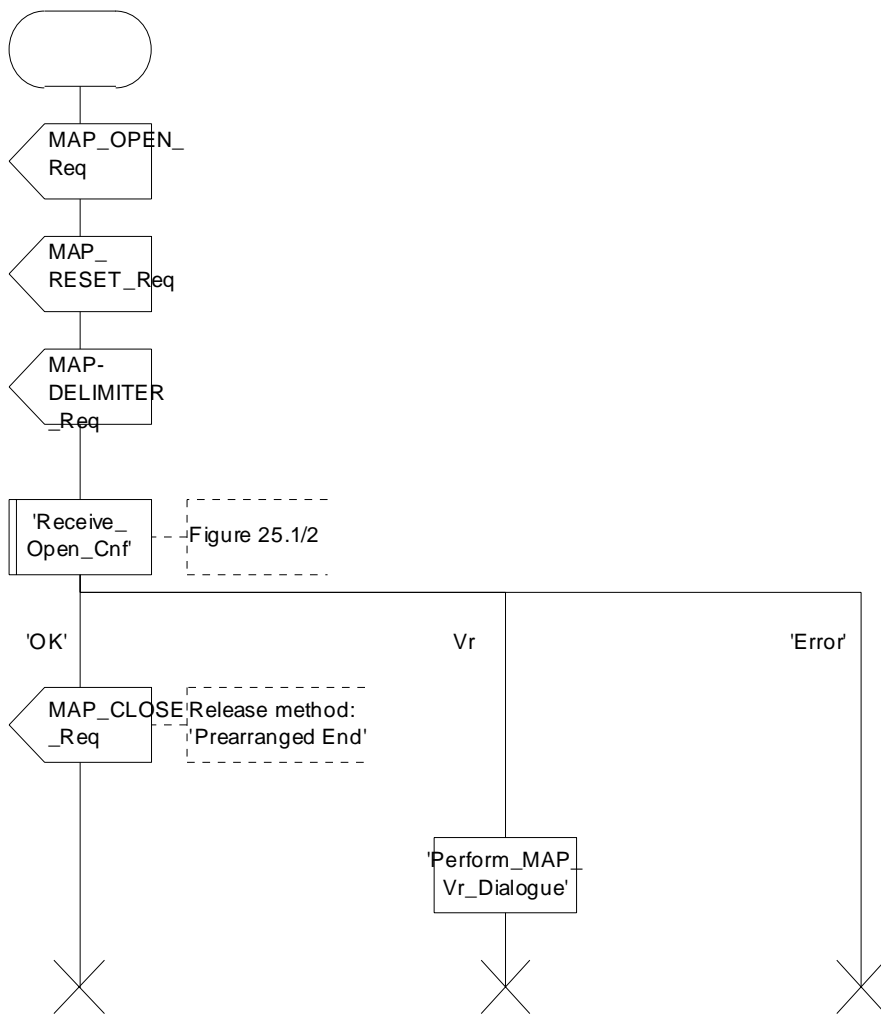 MAP_OPEN_
Req
MAP_
RESET_Req
MAP-
DELIMITER
_Req
'Receive_
Open_Cnf'
Figure 25.1/2
'OK'
Vr
'Error'
MAP_CLOSE
_Req
Release method:
'Prearranged End'
'Perform_MAP_
Vr_Dialogue'